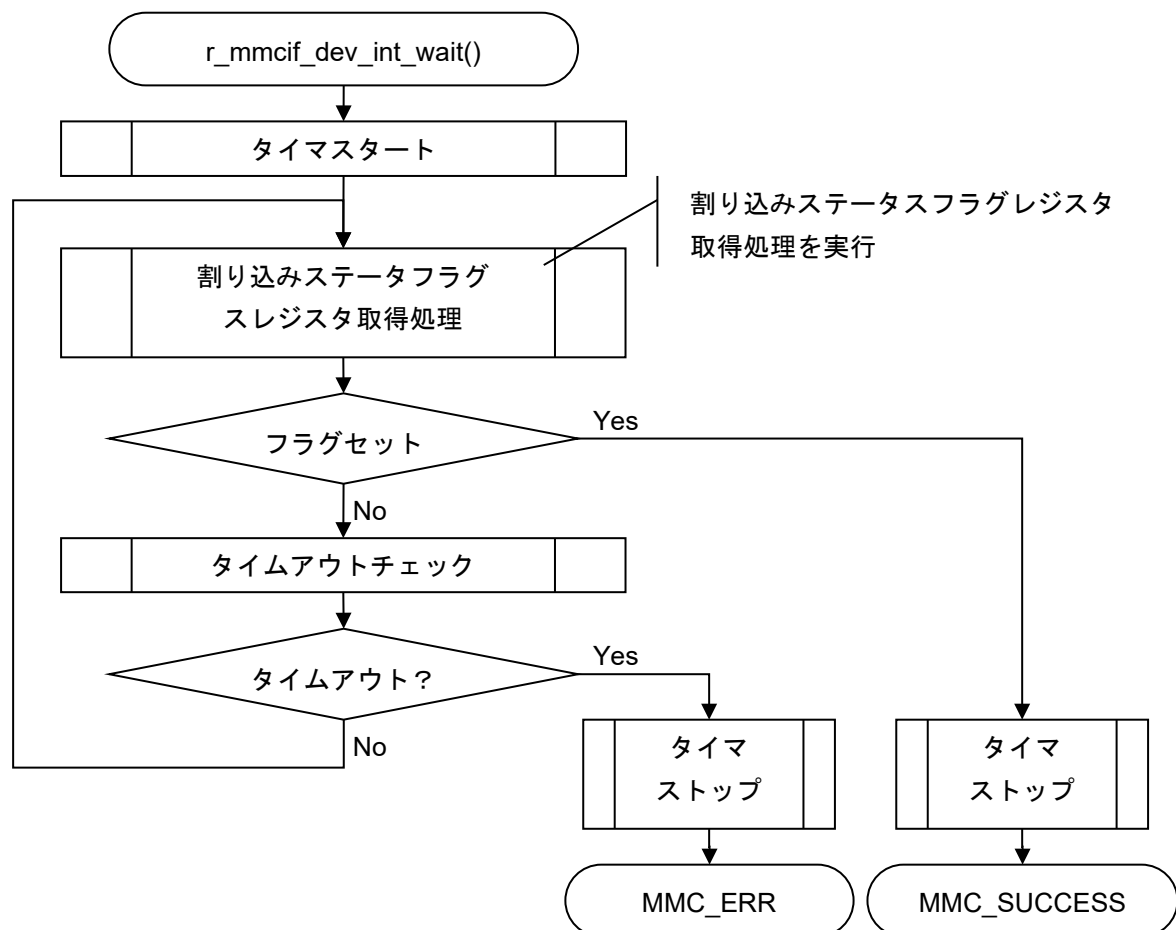 r_mmcif_dev_int_wait()
タイマスタート
割り込みステータスフラグレジスタ
取得処理を実行
割り込みステータフラグ
スレジスタ取得処理
フラグセット
Yes
No
タイムアウトチェック
タイムアウト？
Yes
No
タイマ
ストップ
タイマ
ストップ
MMC_ERR
MMC_SUCCESS